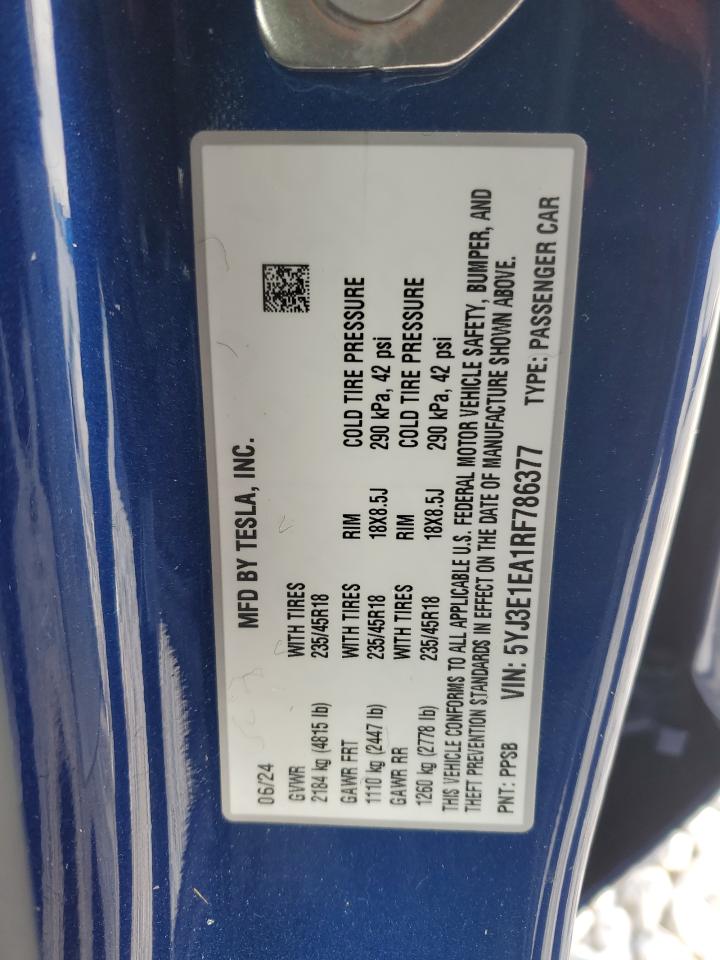 MFD BY TESLA, INC.
06/24
GVWR WITH TIRES
2184 kg (4815 lb) 235/45R18
GAWR FRT WITH TIRES RIM COLD TIRE PRESSURE
1110 kg (2447 lb) 235/45R18 18X8.5J 290 kPa, 42 psi
GAWR RR WITH TIRES RIM COLD TIRE PRESSURE
1260 kg (2778 lb) 235/45R18 18X8.5J 290 kPa, 42 psi
THIS VEHICLE CONFORMS TO ALL APPLICABLE U.S. FEDERAL MOTOR VEHICLE SAFETY, BUMPER, AND
THEFT PREVENTION STANDARDS IN EFFECT ON THE DATE OF MANUFACTURE SHOWN ABOVE.
PNT: PPSB VIN: 5YJ3E1EA1RF786377 TYPE: PASSENGER CAR